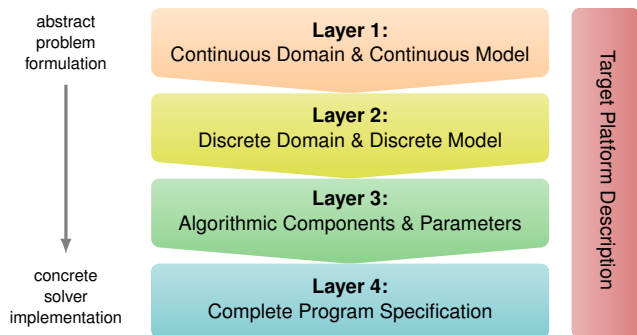 abstract
problem
formulation
Layer 1:
Continuous Domain & Continuous Model
Layer 2:
Discrete Domain & Discrete Model
Layer 3:
Algorithmic Components & Parameters
concrete
solver
implementation
Layer 4:
Complete Program Specification
Target Platform Description